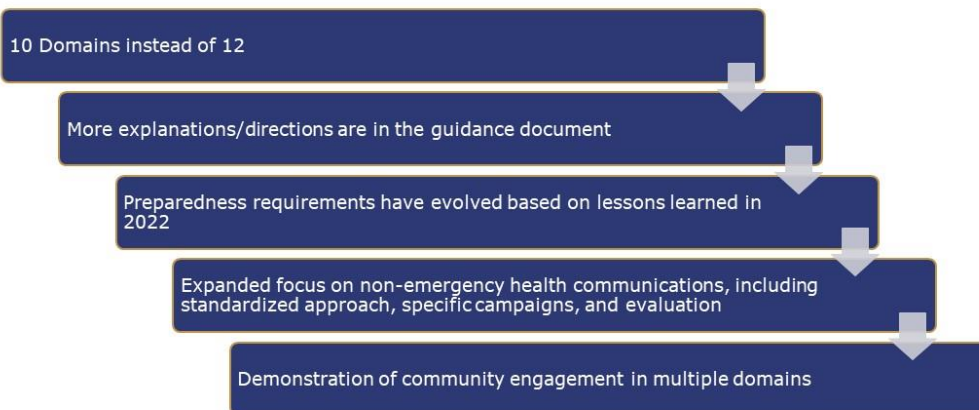 10 Domains instead of 12
More explanations/directions are in the guidance document
Preparedness requirements have evolved based on lessons learned in
2022
Expanded focus on non-emergency health communications, including
standardized approach, specific campaigns, and evaluation
Demonstration of community engagement in multiple domains